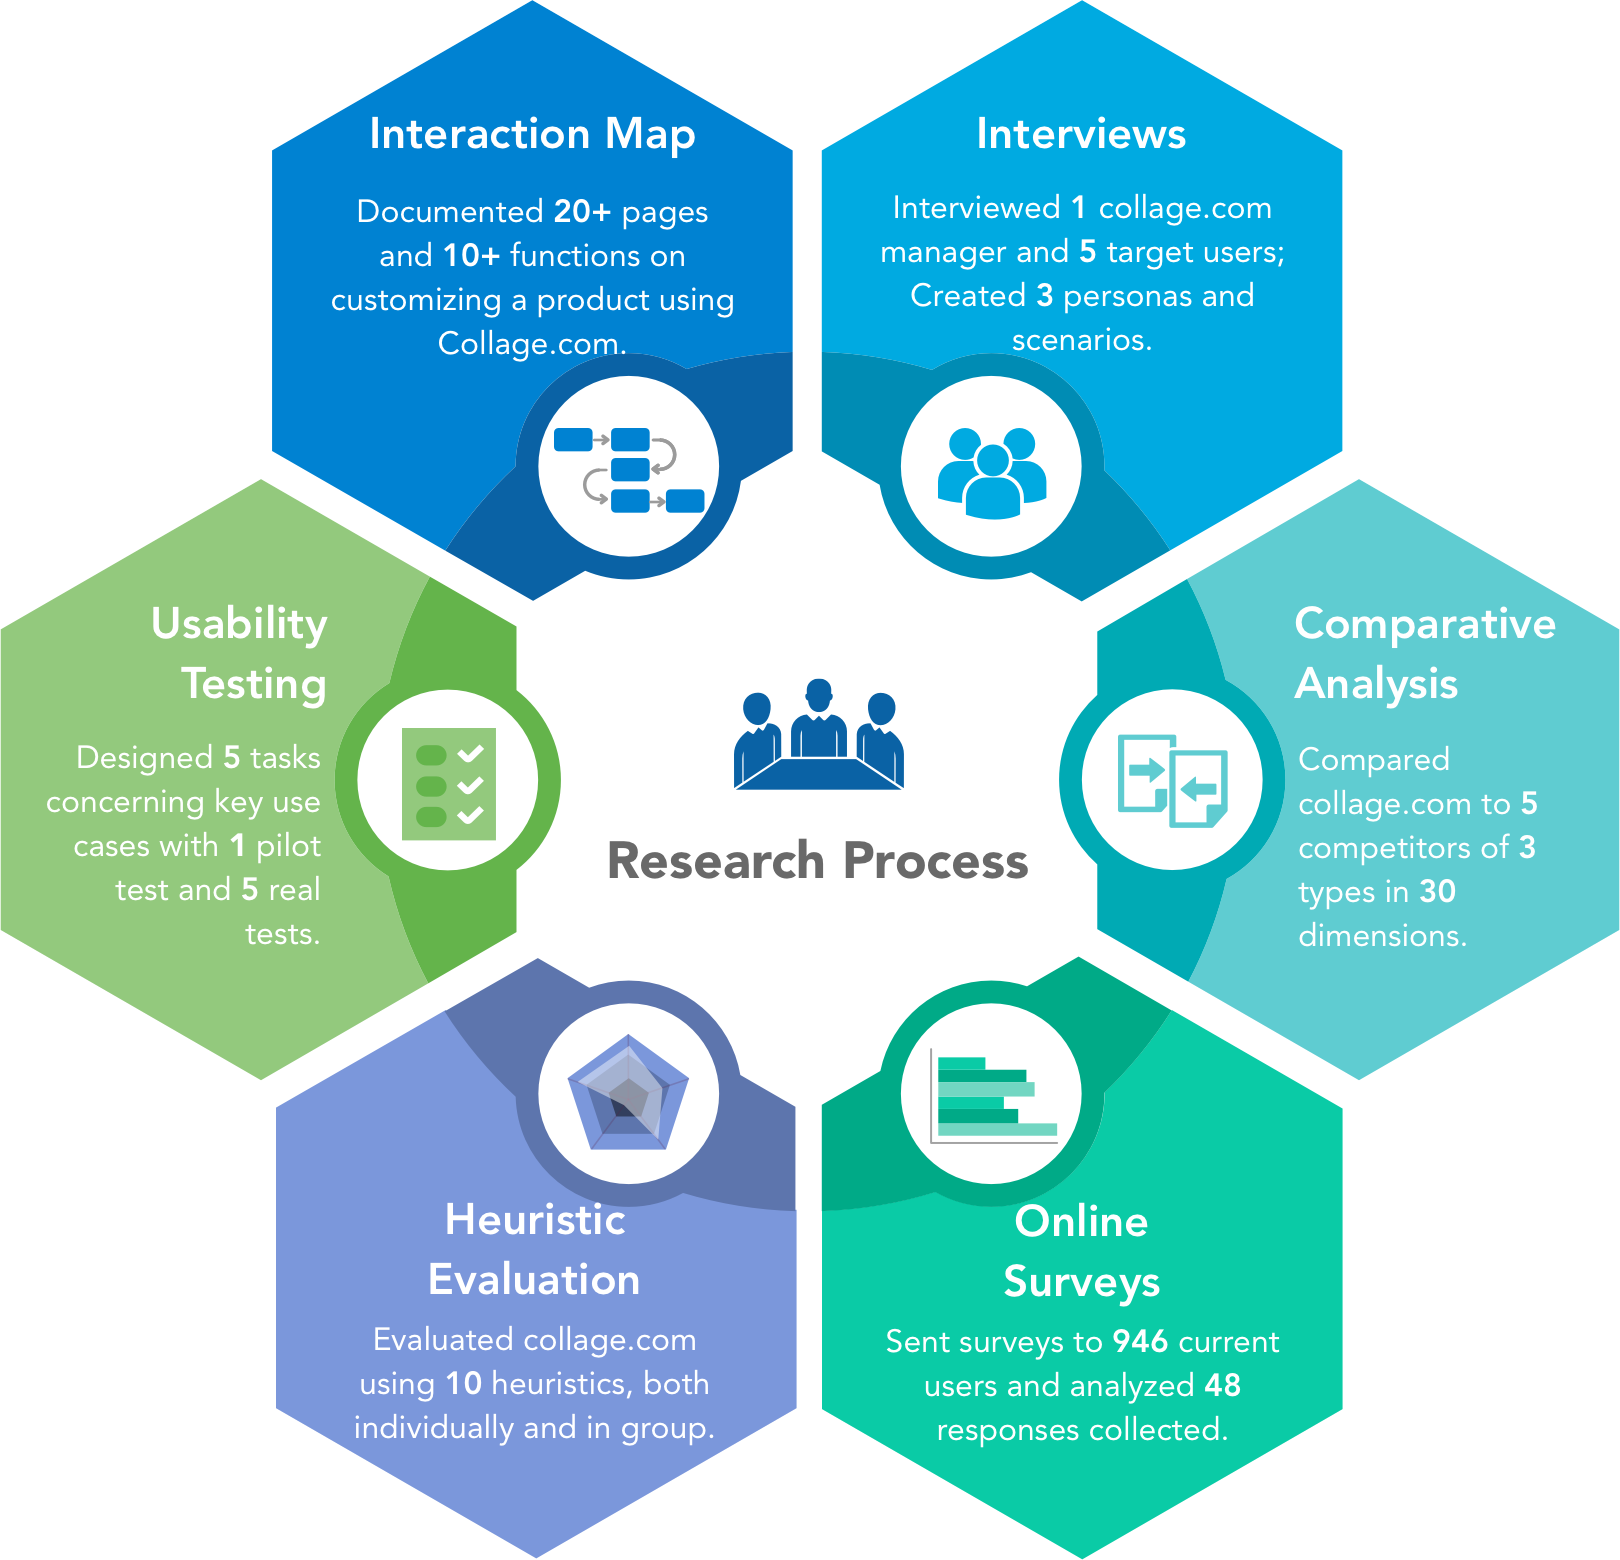 Interaction Map
Documented 20+ pages
and 10+ functions on
customizing a product using
Collage.com.
Interviews
Interviewed 1 collage.com
manager and 5 target users;
Created 3 personas and
scenarios.
Usability
Testing
Designed 5 tasks
concerning key use
cases with 1 pilot
test and 5 real
tests.
Research Process
Comparative
Analysis
Compared
collage.com to 5
competitors of 3
types in 30
dimensions.
Heuristic
Evaluation
Evaluated collage.com
using 10 heuristics, both
individually and in group.
Online
Surveys
Sent surveys to 946 current
users and analyzed 48
responses collected.